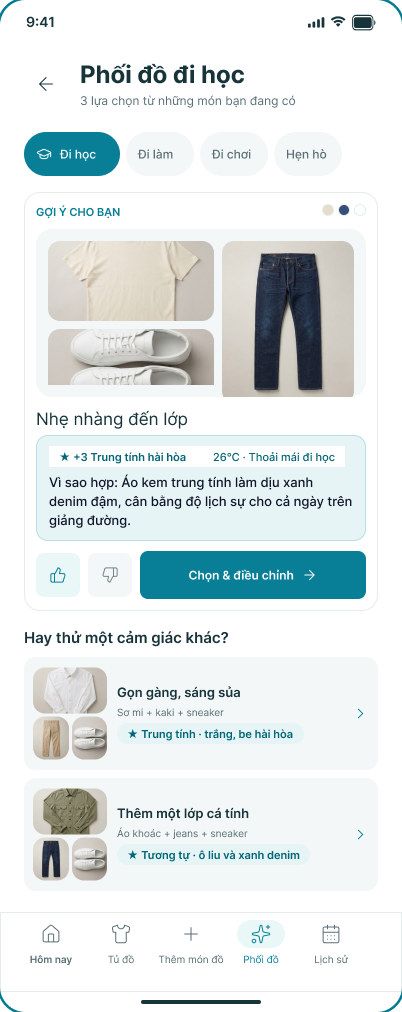 9:41
Phối đồ đi học
3 lựa chọn từ những món bạn đang có
Đi học
Đi làm
Đi chơi
Hẹn hò
GỢI Ý CHO BẠN
Nhẹ nhàng đến lớp
★ +3 Trung tính hài hòa
26°C · Thoải mái đi học
Vì sao hợp: Áo kem trung tính làm dịu xanh
denim đậm, cân bằng độ lịch sự cho cả ngày trên
giảng đường.
Chọn & điều chỉnh
Hay thử một cảm giác khác?
Gọn gàng, sáng sủa
Sơ mi + kaki + sneaker
★ Trung tính · trắng, be hài hòa
Thêm một lớp cá tính
Áo khoác + jeans + sneaker
★ Tương tự · ô liu và xanh denim
Hôm nay
Tủ đồ
Thêm món đồ
Phối đồ
Lịch sử